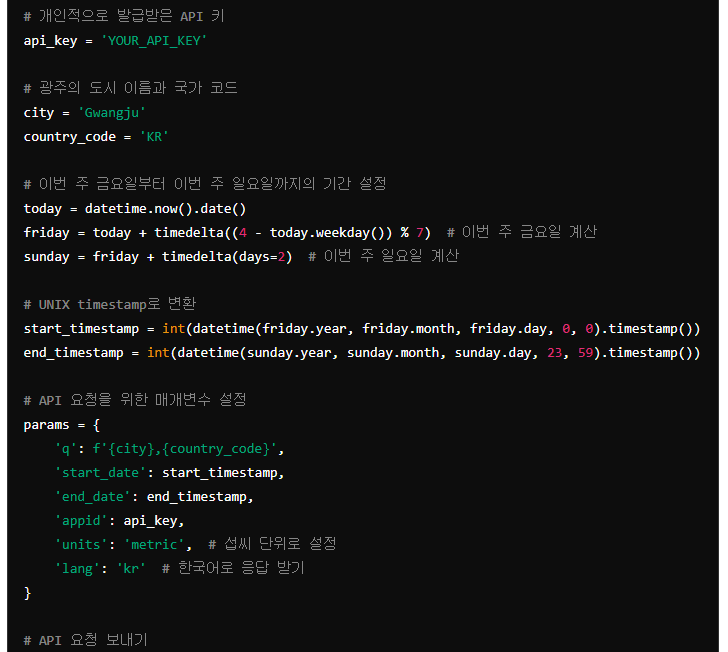 # 개인적으로 발급받은 API 키
api_key = 'YOUR_API_KEY'
# 광주의 도시 이름과 국가 코드
city = 'Gwangju'
country_code = 'KR'
# 이번 주 금요일부터 이번 주 일요일까지의 기간 설정
today = datetime.now().date()
friday = today + timedelta((4 - today.weekday()) % 7)  # 이번 주 금요일 계산
sunday = friday + timedelta(days=2)  # 이번 주 일요일 계산
# UNIX timestamp로 변환
start_timestamp = int(datetime(friday.year, friday.month, friday.day, 0, 0).timestamp())
end_timestamp = int(datetime(sunday.year, sunday.month, sunday.day, 23, 59).timestamp())
# API 요청을 위한 매개변수 설정
params = {
    'q': f'{city},{country_code}',
    'start_date': start_timestamp,
    'end_date': end_timestamp,
    'appid': api_key,
    'units': 'metric',  # 섭씨 단위로 설정
    'lang': 'kr'  # 한국어로 응답 받기
}
# API 요청 보내기